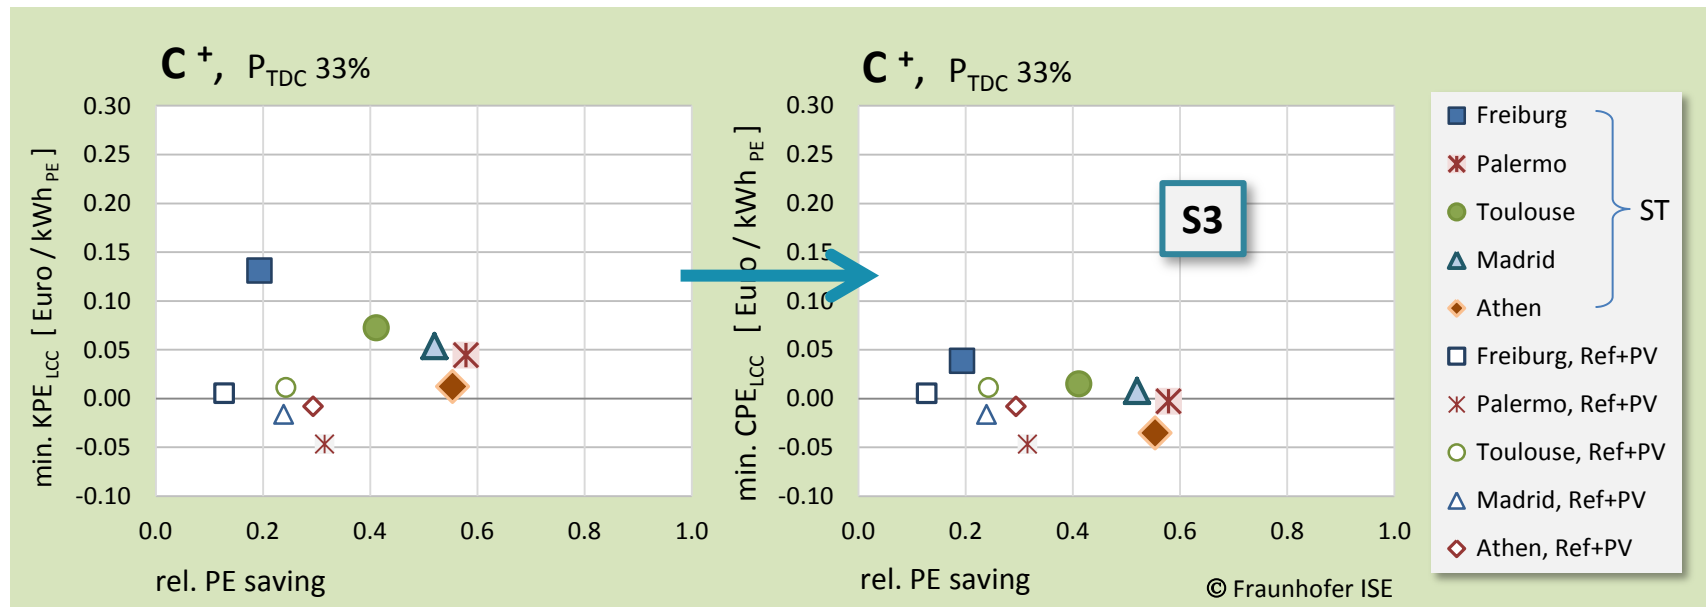 C +, PTDC 33%
0.30
0.25
0.20
0.15
0.10
0.05
0.00
-0.05
-0.10
0.0 0.2 0.4 0.6 0.8 1.0
min. KPE LCC [ Euro / kWh PE ]
rel. PE saving
C +, PTDC 33%
0.30
0.25
0.20
0.15
0.10
0.05
0.00
-0.05
-0.10
0.0 0.2 0.4 0.6 0.8 1.0
min. CPE LCC [ Euro / kWh PE ]
rel. PE saving
S3
© Fraunhofer ISE
Freiburg
Palermo
Toulouse
Madrid
Athen
ST
Freiburg, Ref+PV
Palermo, Ref+PV
Toulouse, Ref+PV
Madrid, Ref+PV
Athen, Ref+PV